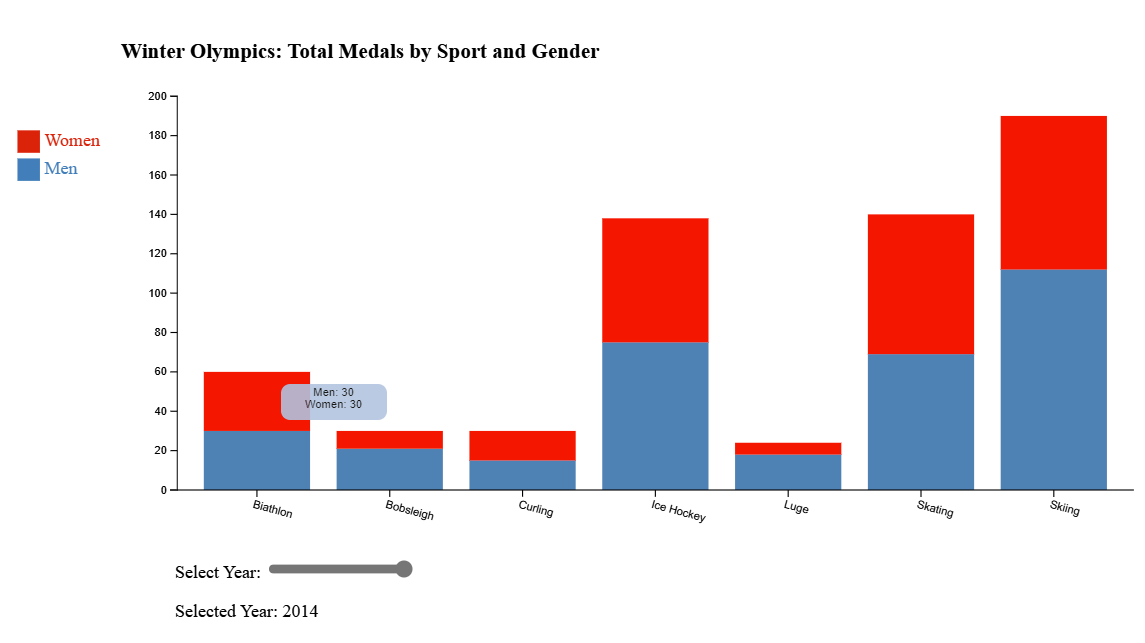 Winter Olympics: Total Medals by Sport and Gender
Women
Men
200
180
160
140
120
100
80
60
40
20
0
Men: 30
Women: 30
Biathlon
Bobsleigh
Curling
Ice Hockey
Luge
Skating
Skiing
Select Year:
Selected Year: 2014